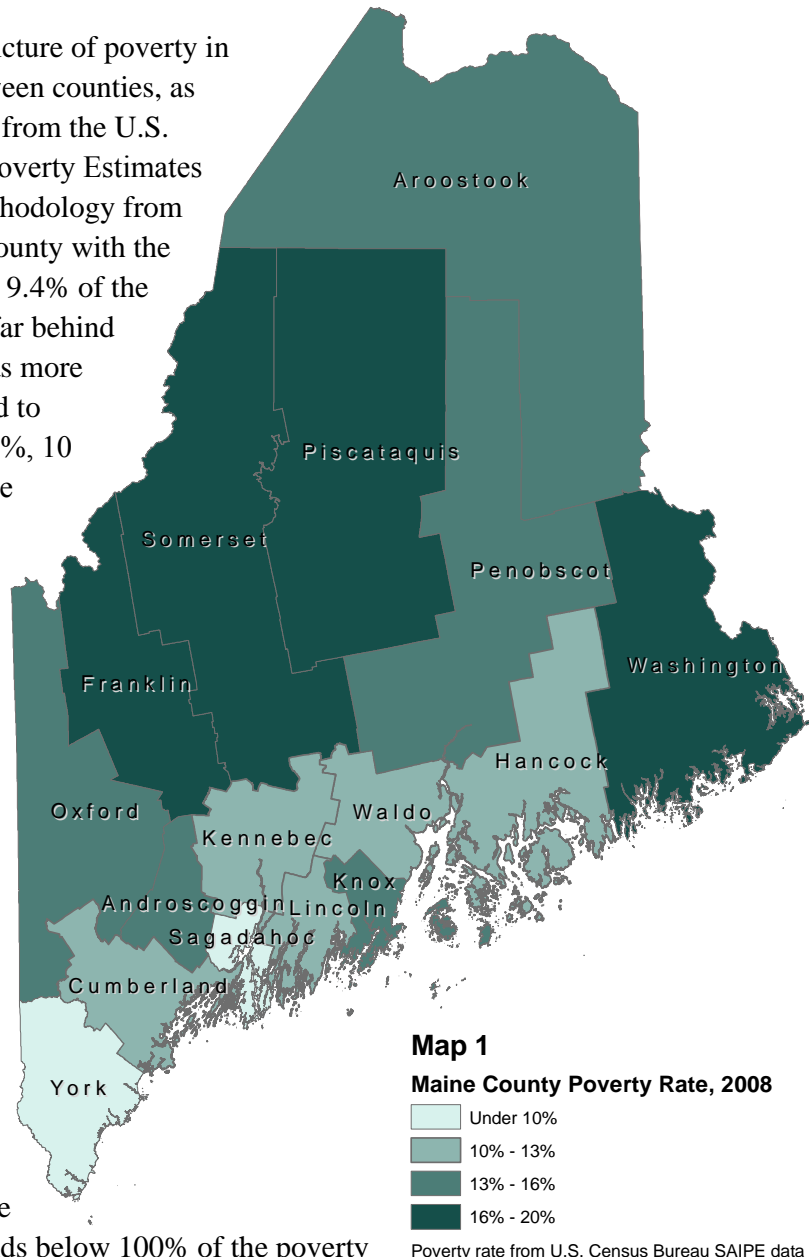 icture of poverty in
veen counties, as
from the U.S.
overty Estimates
hodology from
ounty with the
9.4% of the
ar behind
s more
d to
%, 10
e
Aroostook
Piscataquis
Somerset
Penobscot
Washington
Franklin
Hancock
Oxford
Waldo
Kennebec
Knox
Androscoggin
Lincoln
Sagadahoc
Cumberland
York
Map 1
Maine County Poverty Rate, 2008
Under 10%
10% - 13%
13% - 16%
16% - 20%
e
ds below 100% of the poverty
Poverty rate from U.S. Census Bureau SAIPE data